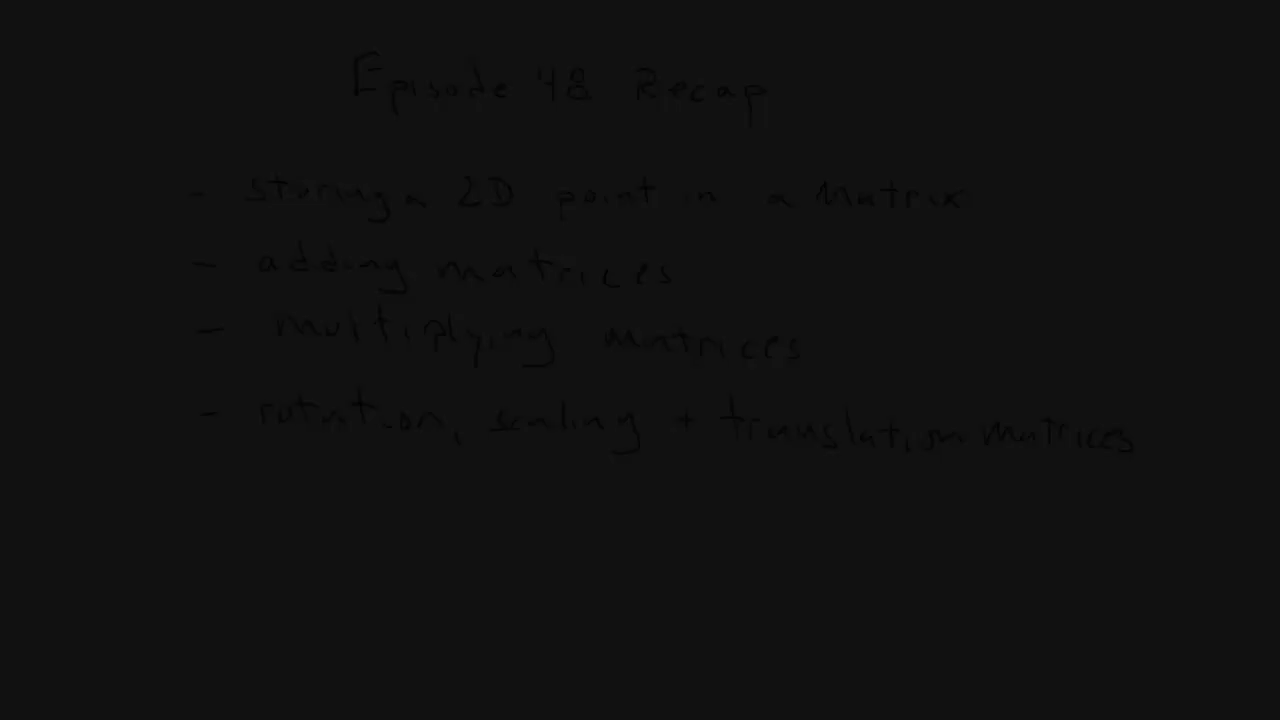 Episode 48 Recap
- storing a 2D point in a Matrix
- adding matrices
- multiplying matrices
- rotation, scaling + translation matrices